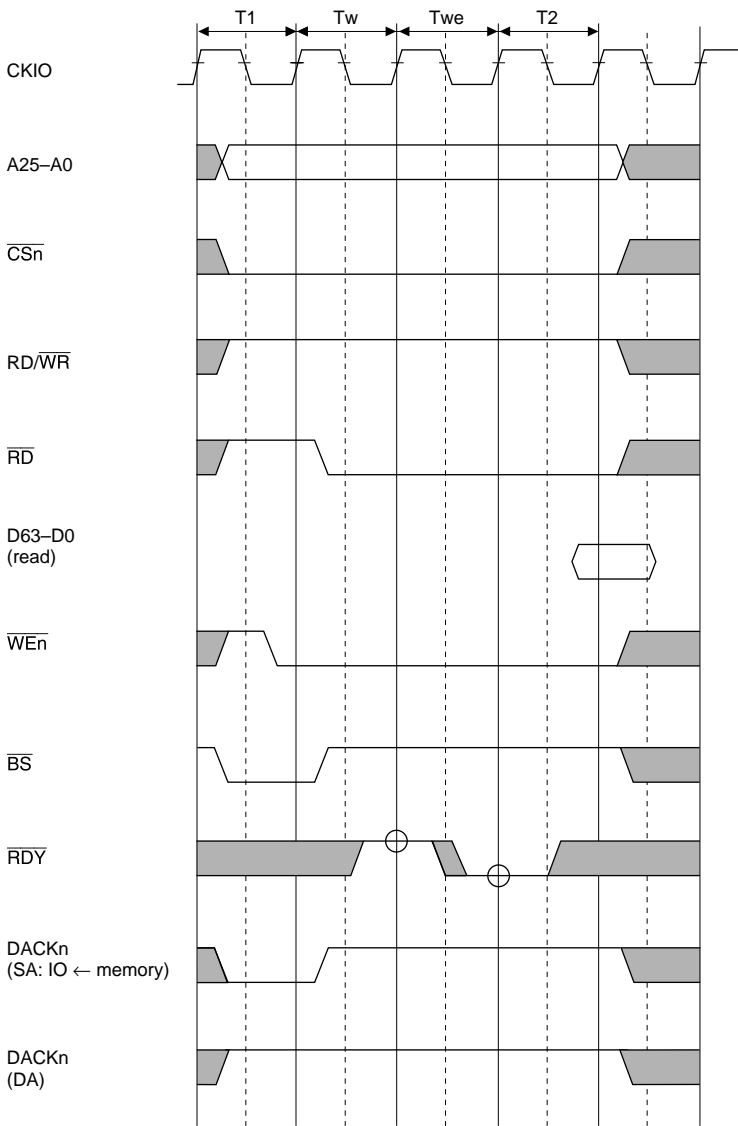 T1 Tw Twe T2
CKIO
A25–A0
CSn
RD/WR
RD
D63–D0
(read)
WEn
BS
RDY
DACKn
(SA: IO ← memory)
DACKn
(DA)